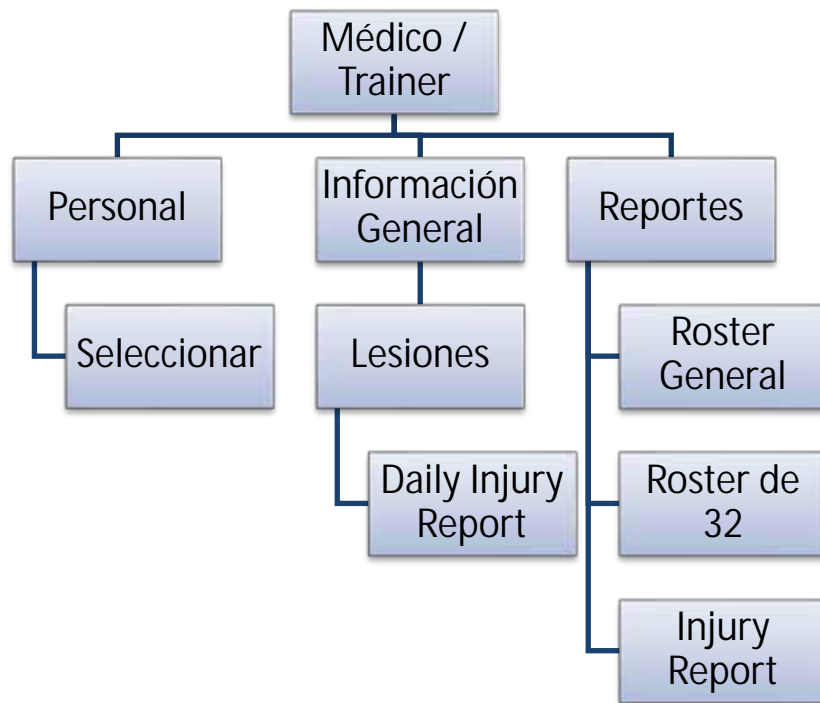 Médico /
Trainer
Personal
Información
General
Reportes
Seleccionar
Lesiones
Roster
General
Daily Injury
Report
Roster de
32
Injury
Report